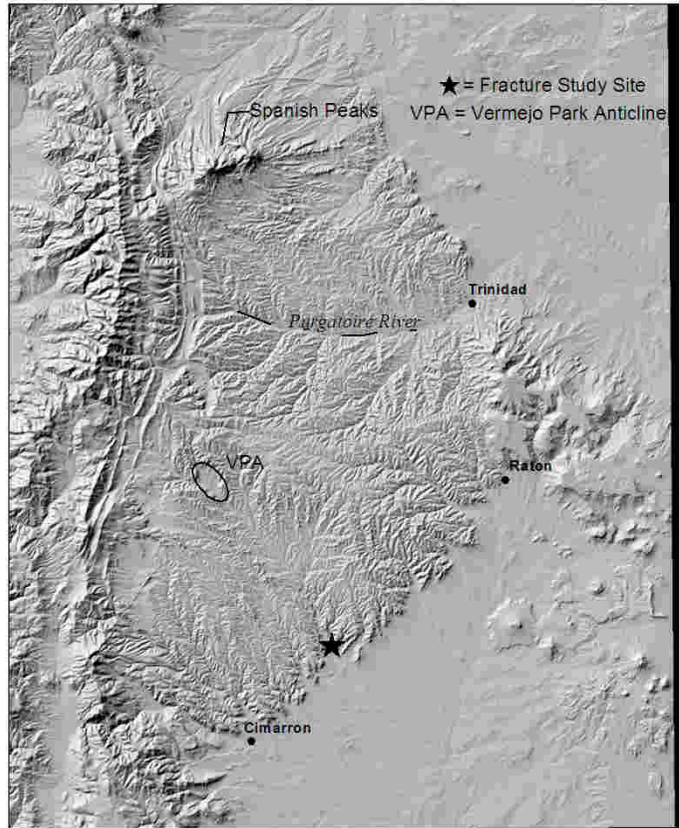 ★ = Fracture Study Site
Spanish Peaks
VPA = Vermejo Park Anticline
Trinidad
Purgatoire River
VPA
Raton
Cimarron